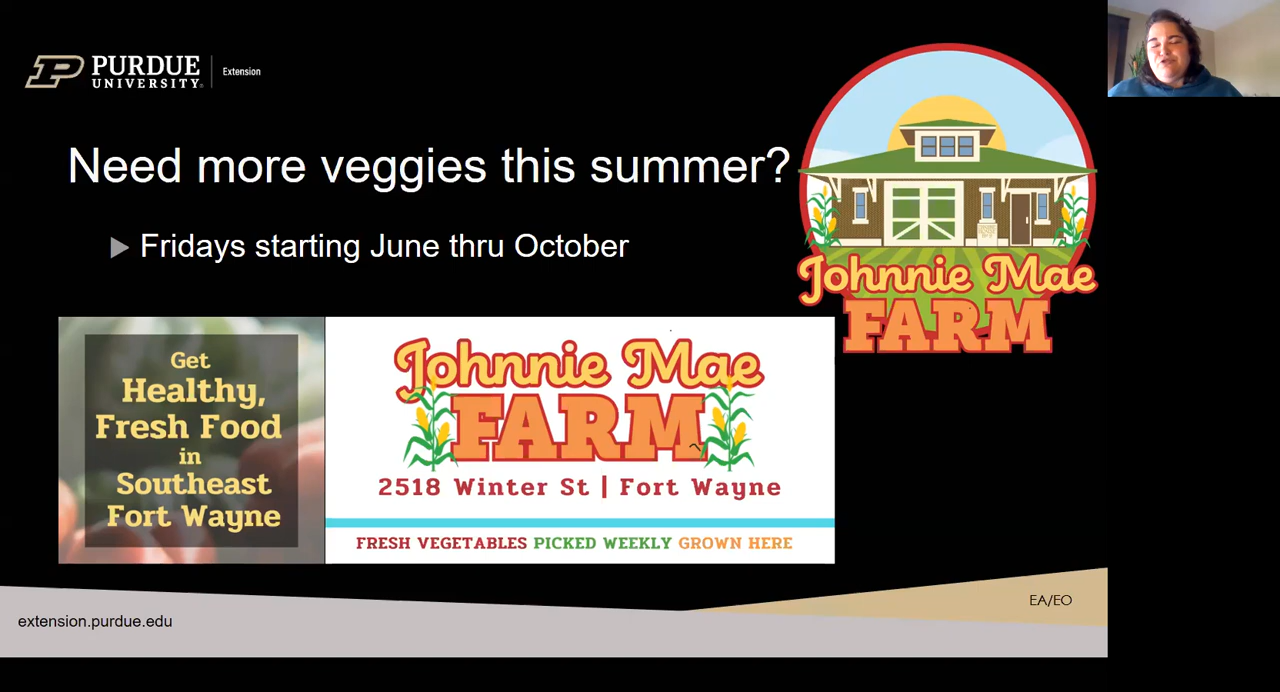 PURDUE
UNIVERSITY
Extension
Need more veggies this summer?
Fridays starting June thru October
Johnnie Mae
FARM
Get
Healthy,
Fresh Food
in
Southeast
Fort Wayne
Johnnie Mae
FARM
2518 Winter St | Fort Wayne
FRESH VEGETABLES PICKED WEEKLY GROWN HERE
extension.purdue.edu
EA/EO